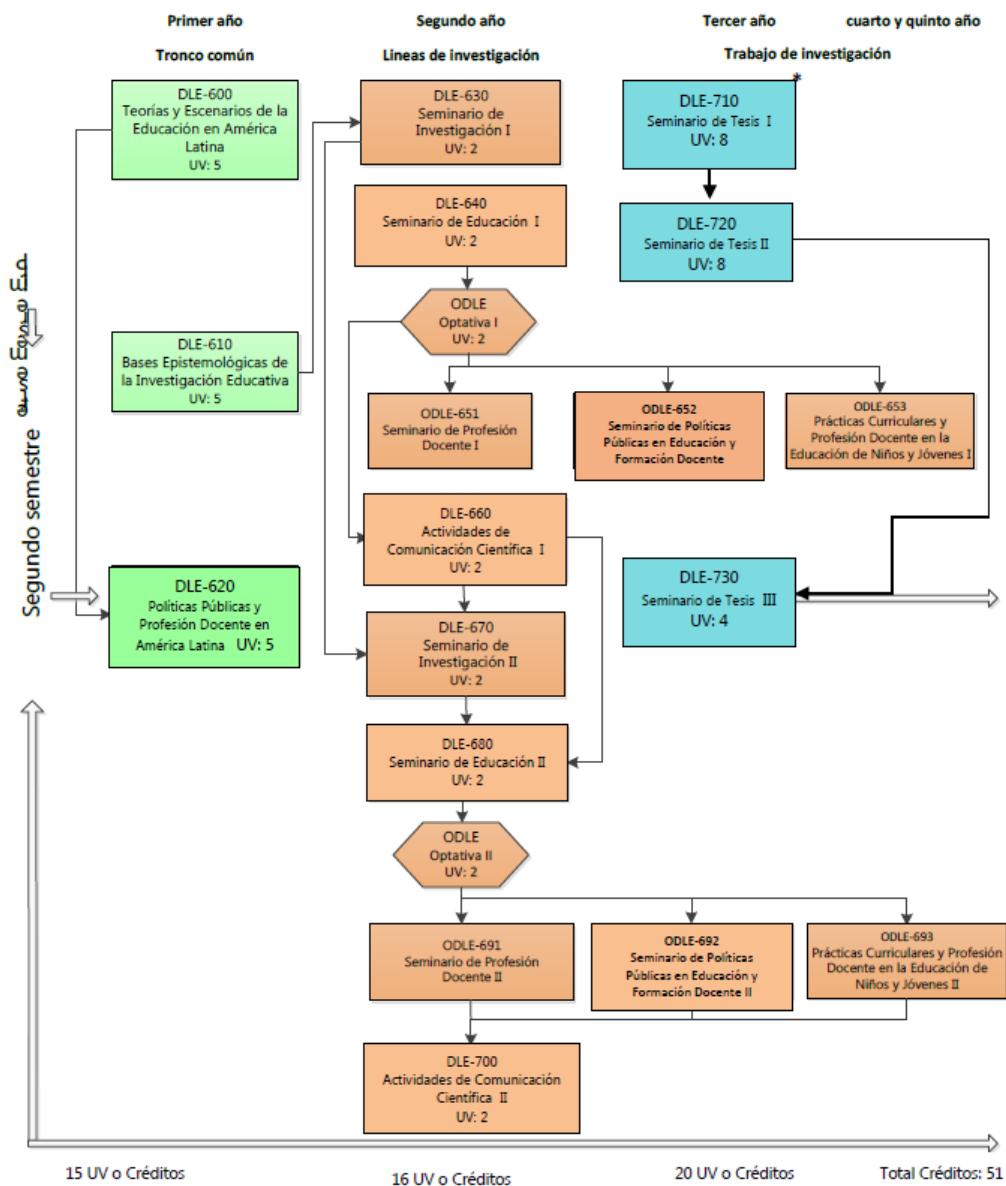 Primer año
Segundo año
Tercer año
cuarto y quinto año
Tronco común
Lineas de investigación
Trabajo de investigación
*
DLE-600
Teorías y Escenarios de la
Educación en América
Latina
UV: 5
DLE-630
Seminario de
Investigación I
UV: 2
DLE-710
Seminario de Tesis I
UV: 8
DLE-640
Seminario de Educación I
UV: 2
DLE-720
Seminario de Tesis II
UV: 8
ODLE
Optativa I
UV: 2
DLE-610
Bases Epistemológicas de
la Investigación Educativa
UV: 5
ODLE-651
Seminario de Profesión
Docente I
ODLE-652
Seminario de Políticas
Públicas en Educación y
Formación Docente
ODLE-653
Prácticas Curriculares y
Profesión Docente en la
Educación de Niños y Jóvenes I
Segundo semestre
DLE-660
Actividades de
Comunicación Científica I
UV: 2
DLE-620
Políticas Públicas y
Profesión Docente en
América Latina UV: 5
DLE-730
Seminario de Tesis III
UV: 4
DLE-670
Seminario de
Investigación II
UV: 2
DLE-680
Seminario de Educación II
UV: 2
ODLE
Optativa II
UV: 2
ODLE-691
Seminario de Profesión
Docente II
ODLE-692
Seminario de Políticas
Públicas en Educación y
Formación Docente II
ODLE-693
Prácticas Curriculares y Profesión
Docente en la Educación de
Niños y Jóvenes II
DLE-700
Actividades de Comunicación
Científica II
UV: 2
15 UV o Créditos
16 UV o Créditos
20 UV o Créditos
Total Créditos: 51